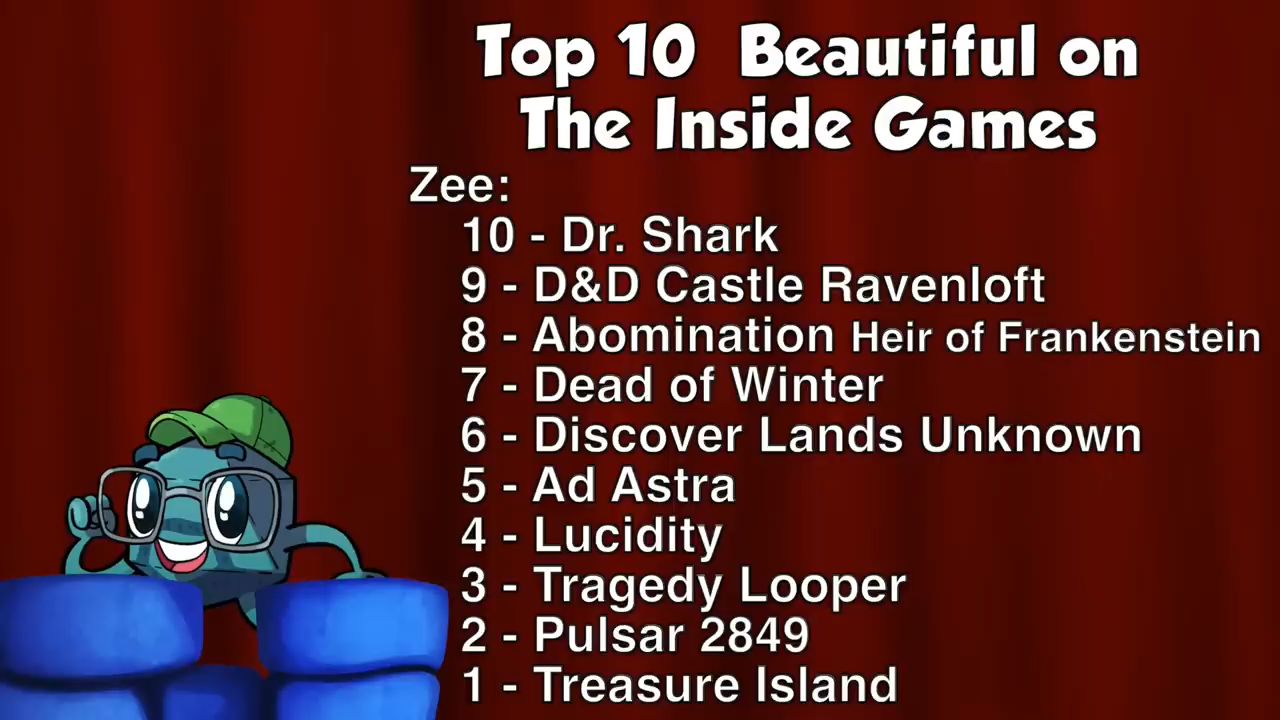 Top 10 Beautiful on
The Inside Games
Zee:
10 - Dr. Shark
9 - D&D Castle Ravenloft
8 - Abomination Heir of Frankenstein
7 - Dead of Winter
6 - Discover Lands Unknown
5 - Ad Astra
4 - Lucidity
3 - Tragedy Looper
2 - Pulsar 2849
1 - Treasure Island